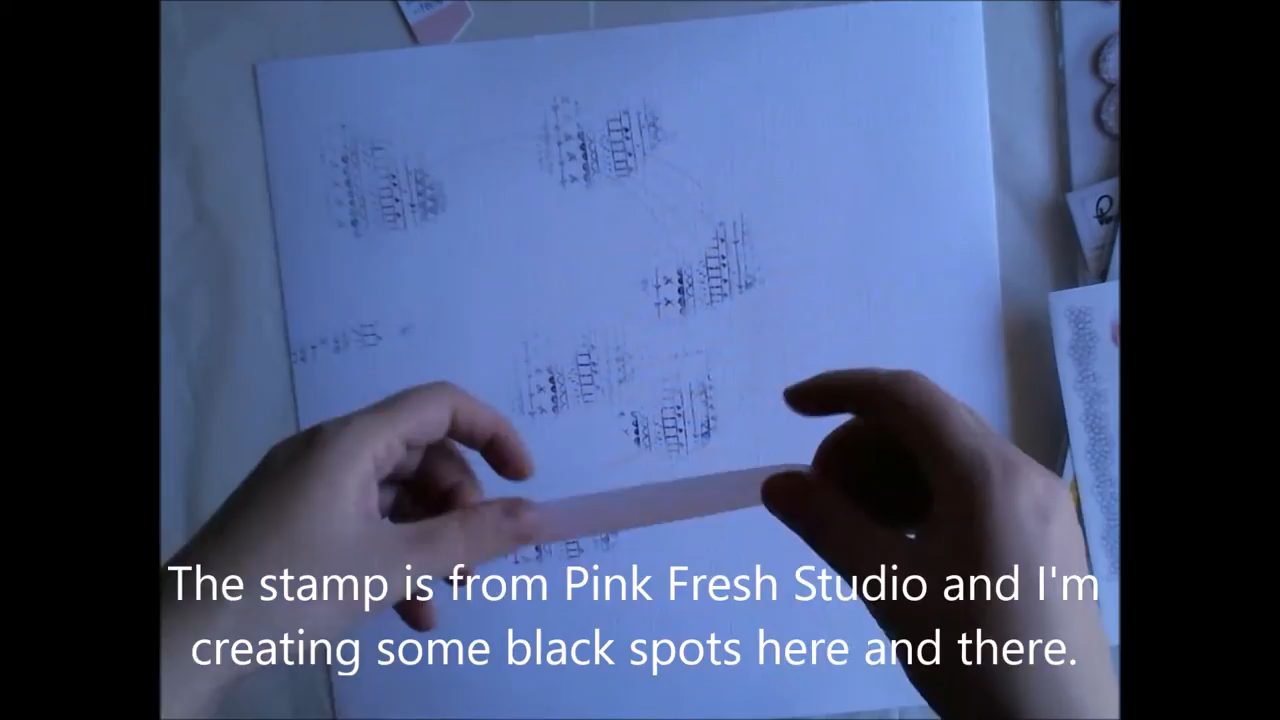 The stamp is from Pink Fresh Studio and I'm
creating some black spots here and there.